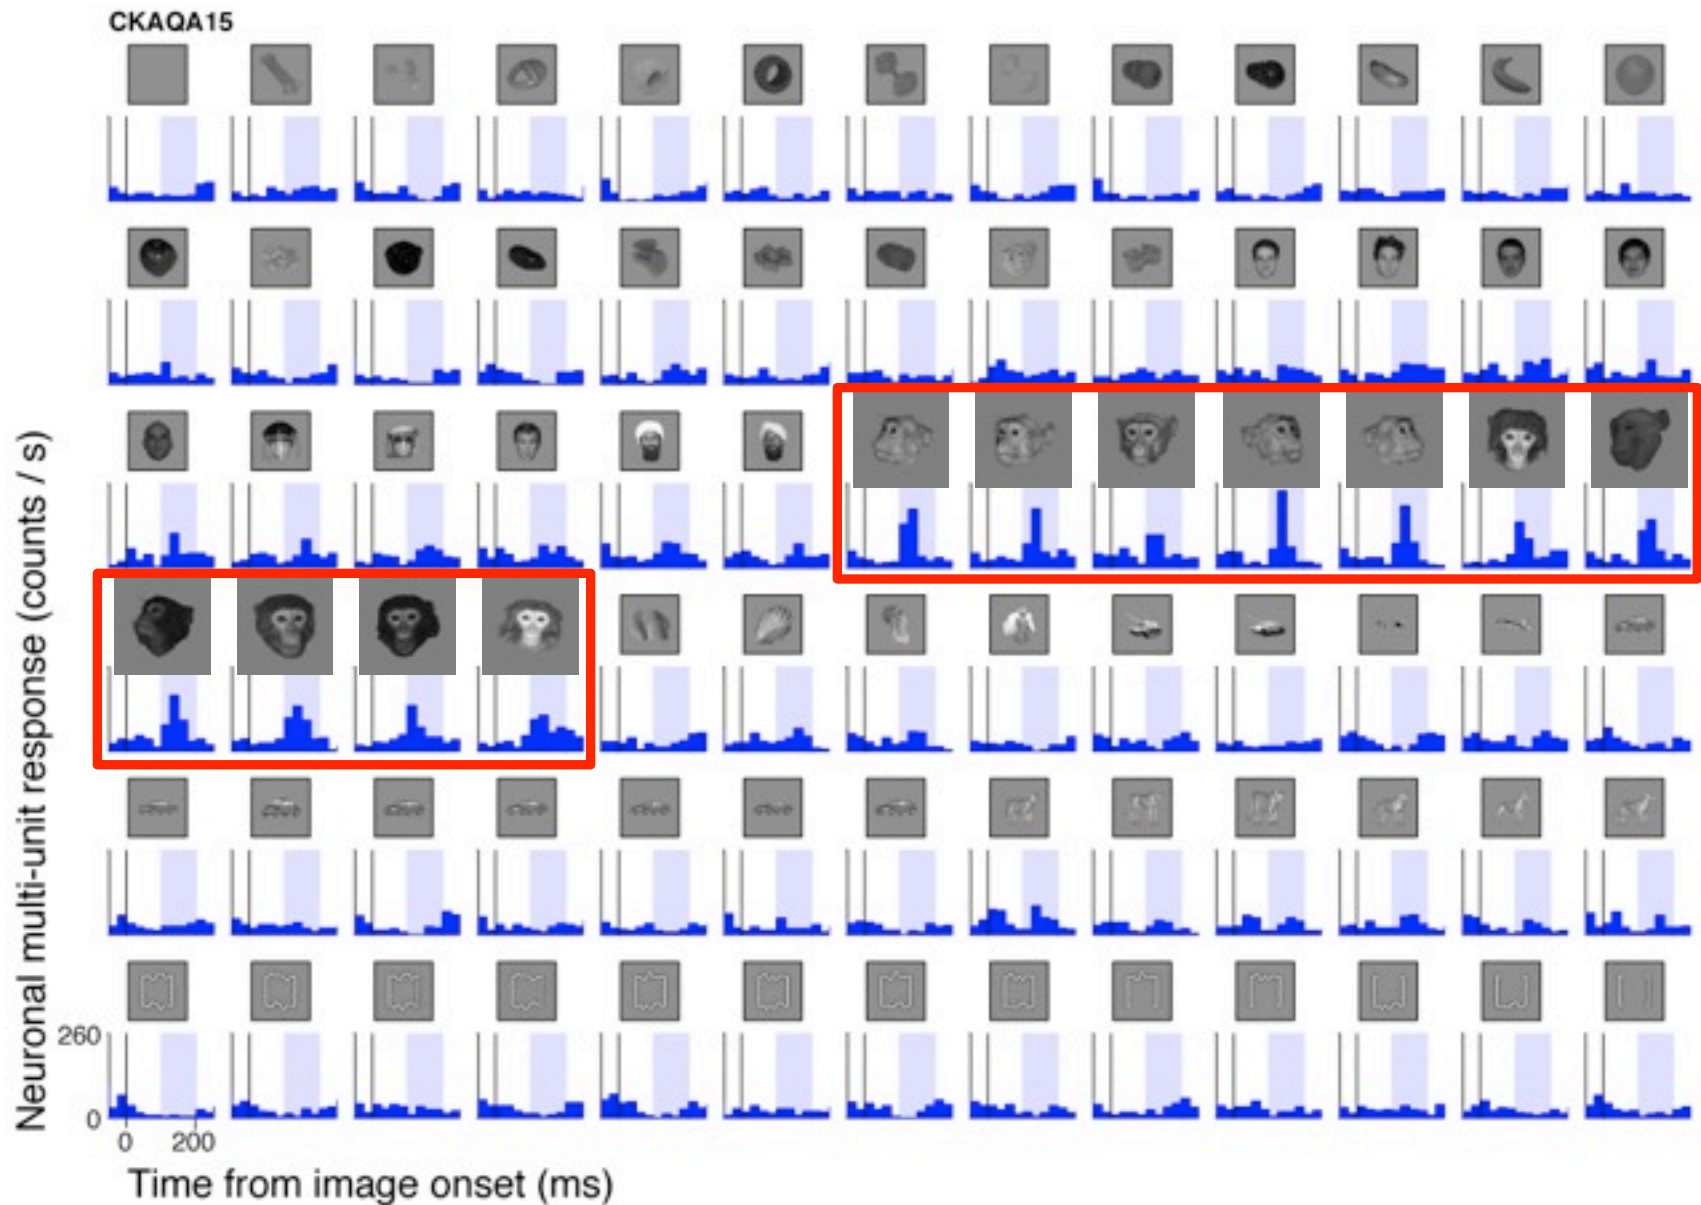 CKAQA15
Neuronal multi-unit response (counts / s)
260
0
0 200
Time from image onset (ms)